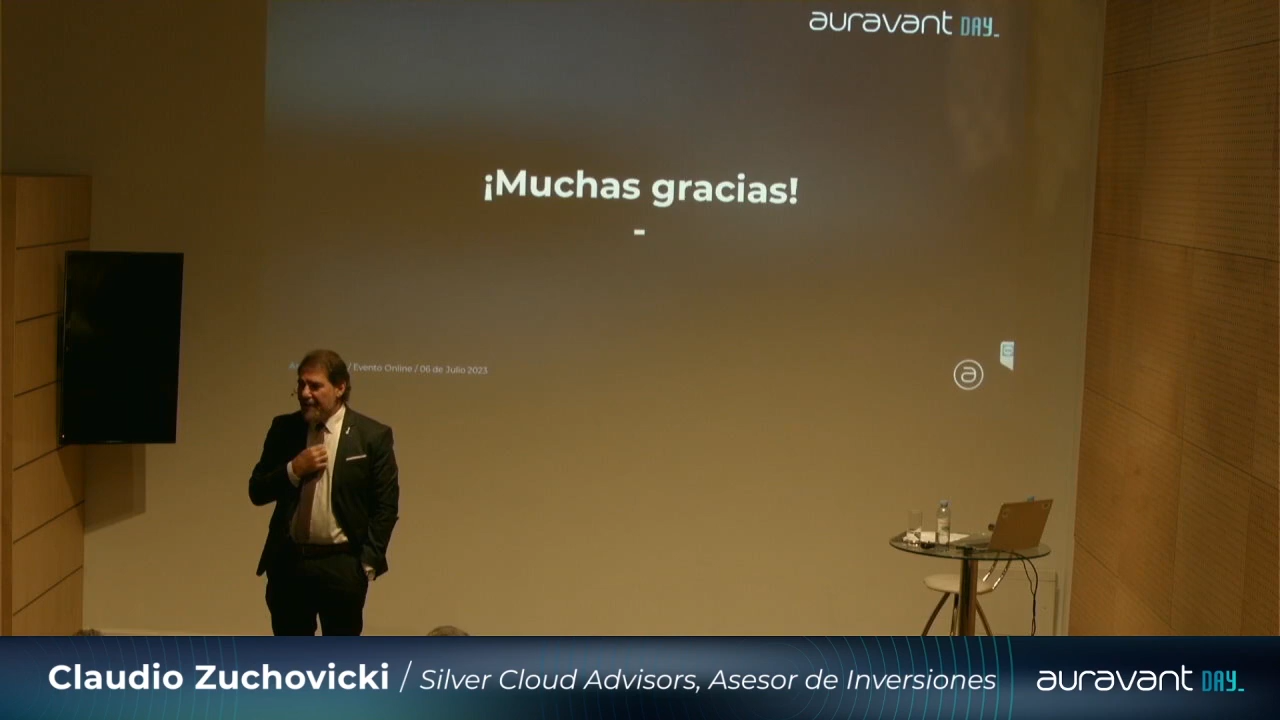 auravant DAY_
¡Muchas gracias!
-
/ Evento Online / 06 de Julio 2023
a
Claudio Zuchovicki / Silver Cloud Advisors, Asesor de Inversiones
auravant DAY_